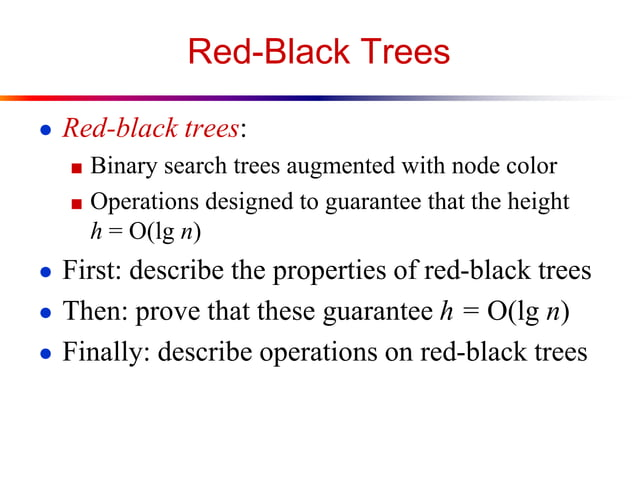 Red-Black Trees
● Red-black trees:
■ Binary search trees augmented with node color
■ Operations designed to guarantee that the height
h = O(lg n)
● First: describe the properties of red-black trees
● Then: prove that these guarantee h = O(lg n)
● Finally: describe operations on red-black trees